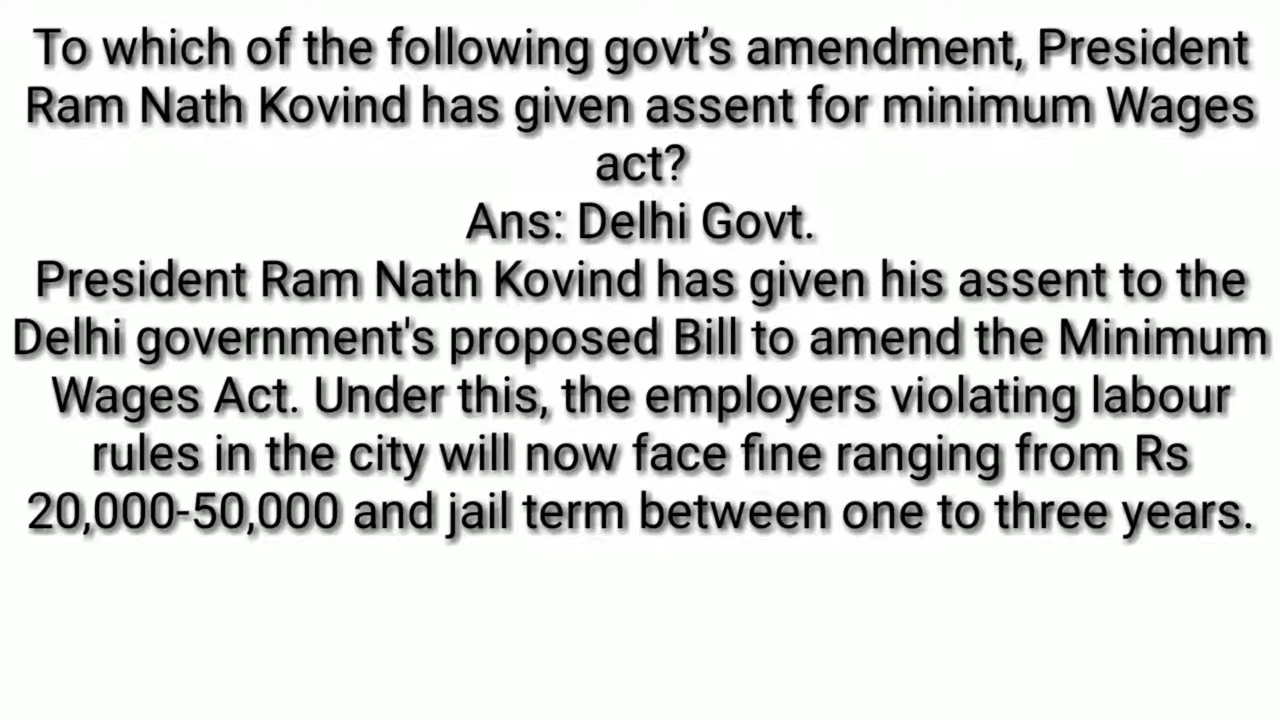 To which of the following govt’s amendment, President
Ram Nath Kovind has given assent for minimum Wages
act?
Ans: Delhi Govt.
President Ram Nath Kovind has given his assent to the
Delhi government's proposed Bill to amend the Minimum
Wages Act. Under this, the employers violating labour
rules in the city will now face fine ranging from Rs
20,000-50,000 and jail term between one to three years.